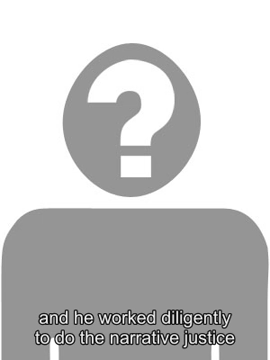 ?
and he worked diligently
to do the narrative justice